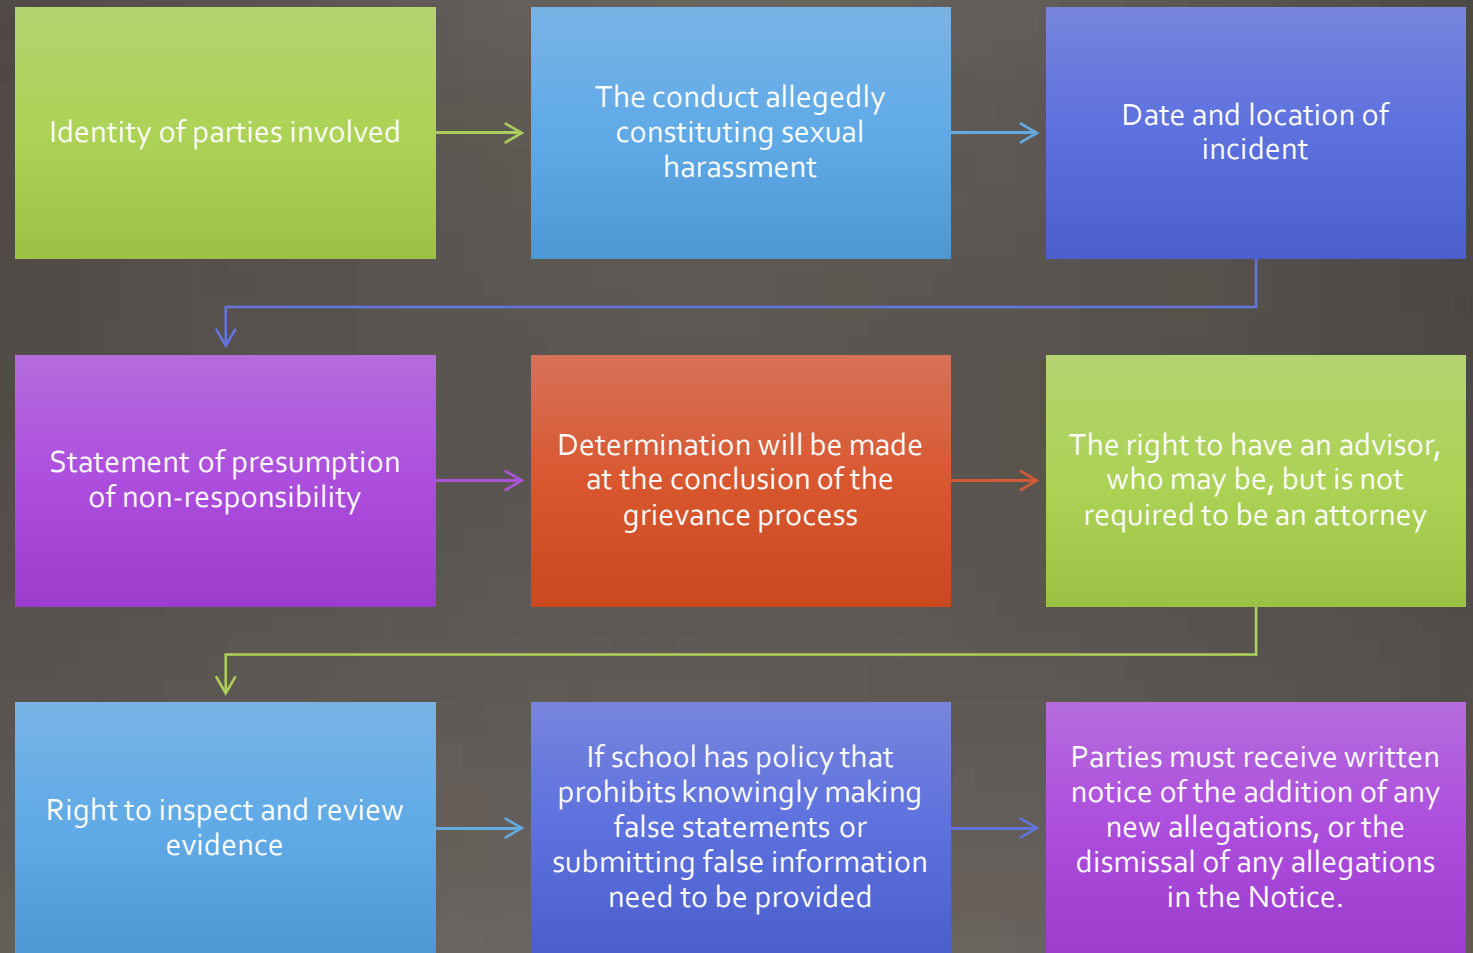 Identity of parties involved
The conduct allegedly
constituting sexual
harassment
Date and location of
incident
Statement of presumption
of non-responsibility
Determination will be made
at the conclusion of the
grievance process
The right to have an advisor,
who may be, but is not
required to be an attorney
Right to inspect and review
evidence
If school has policy that
prohibits knowingly making
false statements or
submitting false information
need to be provided
Parties must receive written
notice of the addition of any
new allegations, or the
dismissal of any allegations
in the Notice.